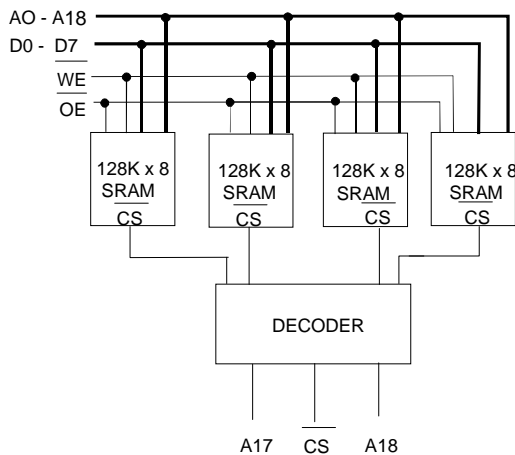 AO - A18
D0 - D7
WE
OE
128K x 8
SRAM
CS
128K x 8
SRAM
CS
128K x 8
SRAM
CS
128K x 8
SRAM
CS
DECODER
A17
CS
A18